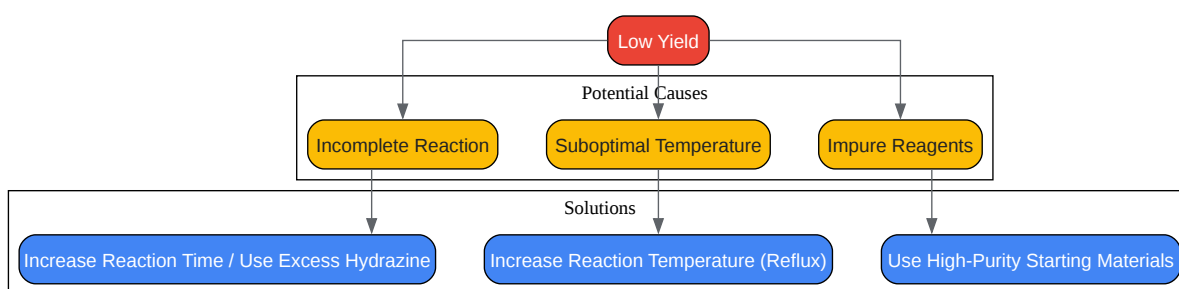 Low Yield
Potential Causes
Incomplete Reaction
Suboptimal Temperature
Impure Reagents
Solutions
Increase Reaction Time / Use Excess Hydrazine
Increase Reaction Temperature (Reflux)
Use High-Purity Starting Materials